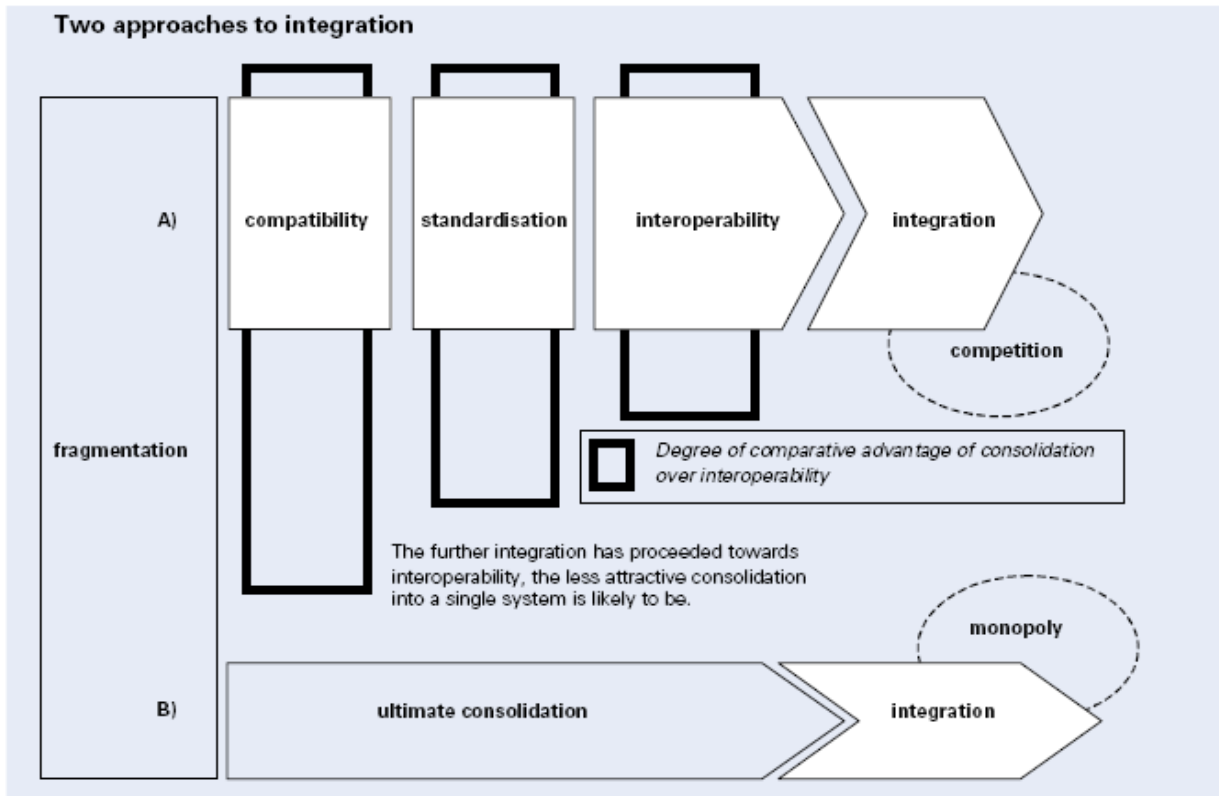 Two approaches to integration
A)
compatibility
standardisation
interoperability
integration
competition
fragmentation
Degree of comparative advantage of consolidation
over interoperability
The further integration has proceeded towards
interoperability, the less attractive consolidation
into a single system is likely to be.
monopoly
B)
ultimate consolidation
integration